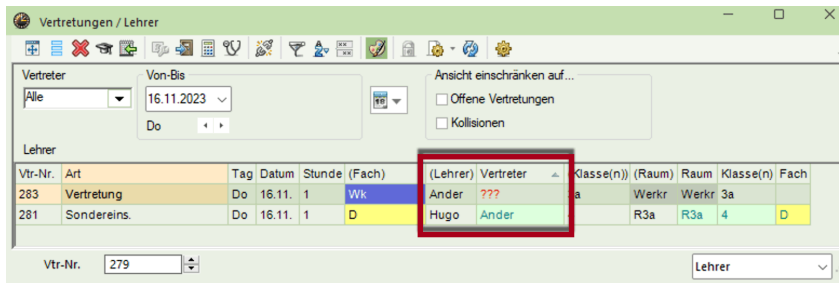 Vertretungen / Lehrer
Vertreter Von-Bis Ansicht einschränken auf...
Alle 16.11.2023 Offene Vertretungen
Do Kollisionen
Lehrer
Vtr-Nr. Art Tag Datum Stunde (Fach) (Lehrer) Vertreter (Klasse(n)) (Raum) Raum Klasse(n) Fach
283 Vertretung Do 16.11. 1 Wk Ander ??? Werkr Werkr 3a
281 Sondereins. Do 16.11. 1 D Hugo Ander R3a R3a 4 D
Vtr-Nr. 279 Lehrer